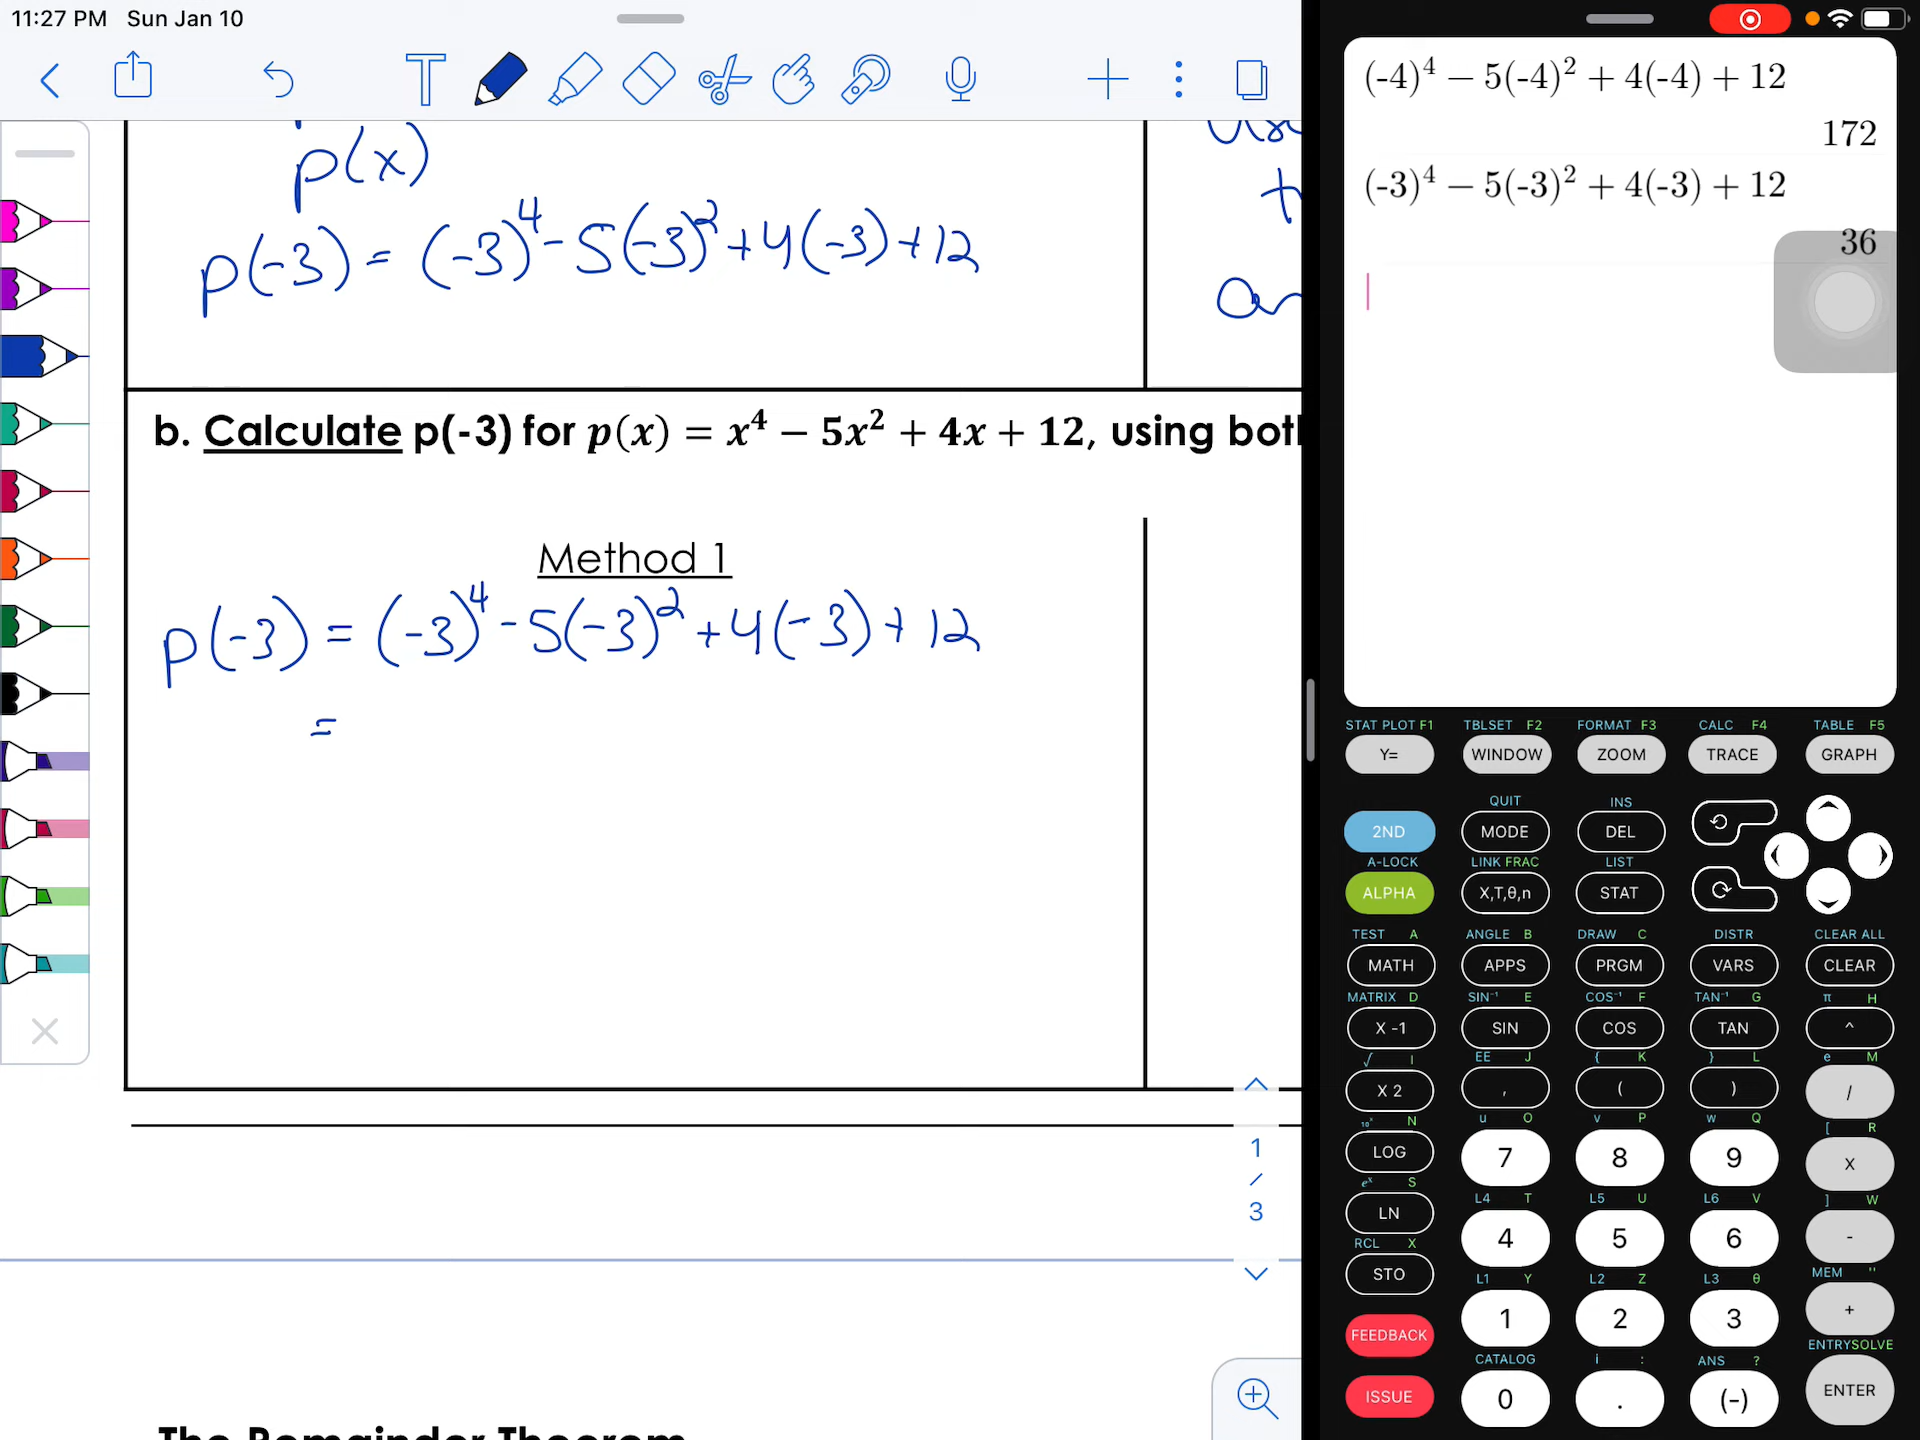 11:27 PM Sun Jan 10
T
p(x)
p(-3) = (-3)⁴-5(-3)²+4(-3)+12
b. Calculate p(-3) for p(x) = x⁴ − 5x² + 4x + 12, using
Method 1
p(-3) = (-3)⁴-5(-3)²+4(-3)+12
=
1
/
3
The Remainder Theorem
(-4)⁴ − 5(-4)² + 4(-4) + 12
172
(-3)⁴ − 5(-3)² + 4(-3) + 12
36
STAT PLOT F1 TBLSET F2 FORMAT F3 CALC F4 TABLE F5
Y= WINDOW ZOOM TRACE GRAPH
QUIT INS
2ND MODE DEL
A-LOCK LINK FRAC LIST
ALPHA X,T,θ,n STAT
TEST A ANGLE B DRAW C DISTR CLEAR ALL
MATH APPS PRGM VARS CLEAR
MATRIX D SIN⁻¹ E COS⁻¹ F TAN⁻¹ G π H
X -1 SIN COS TAN ^
√ I EE J { K } L e M
X 2 , ( ) /
10ˣ N u O v P w Q [ R
LOG 7 8 9 X
eˣ S L4 T L5 U L6 V ] W
LN 4 5 6 -
RCL X L1 Y L2 Z L3 θ MEM "
STO 1 2 3 +
FEEDBACK CATALOG i : ANS ? ENTRY SOLVE
ISSUE 0 . (-) ENTER